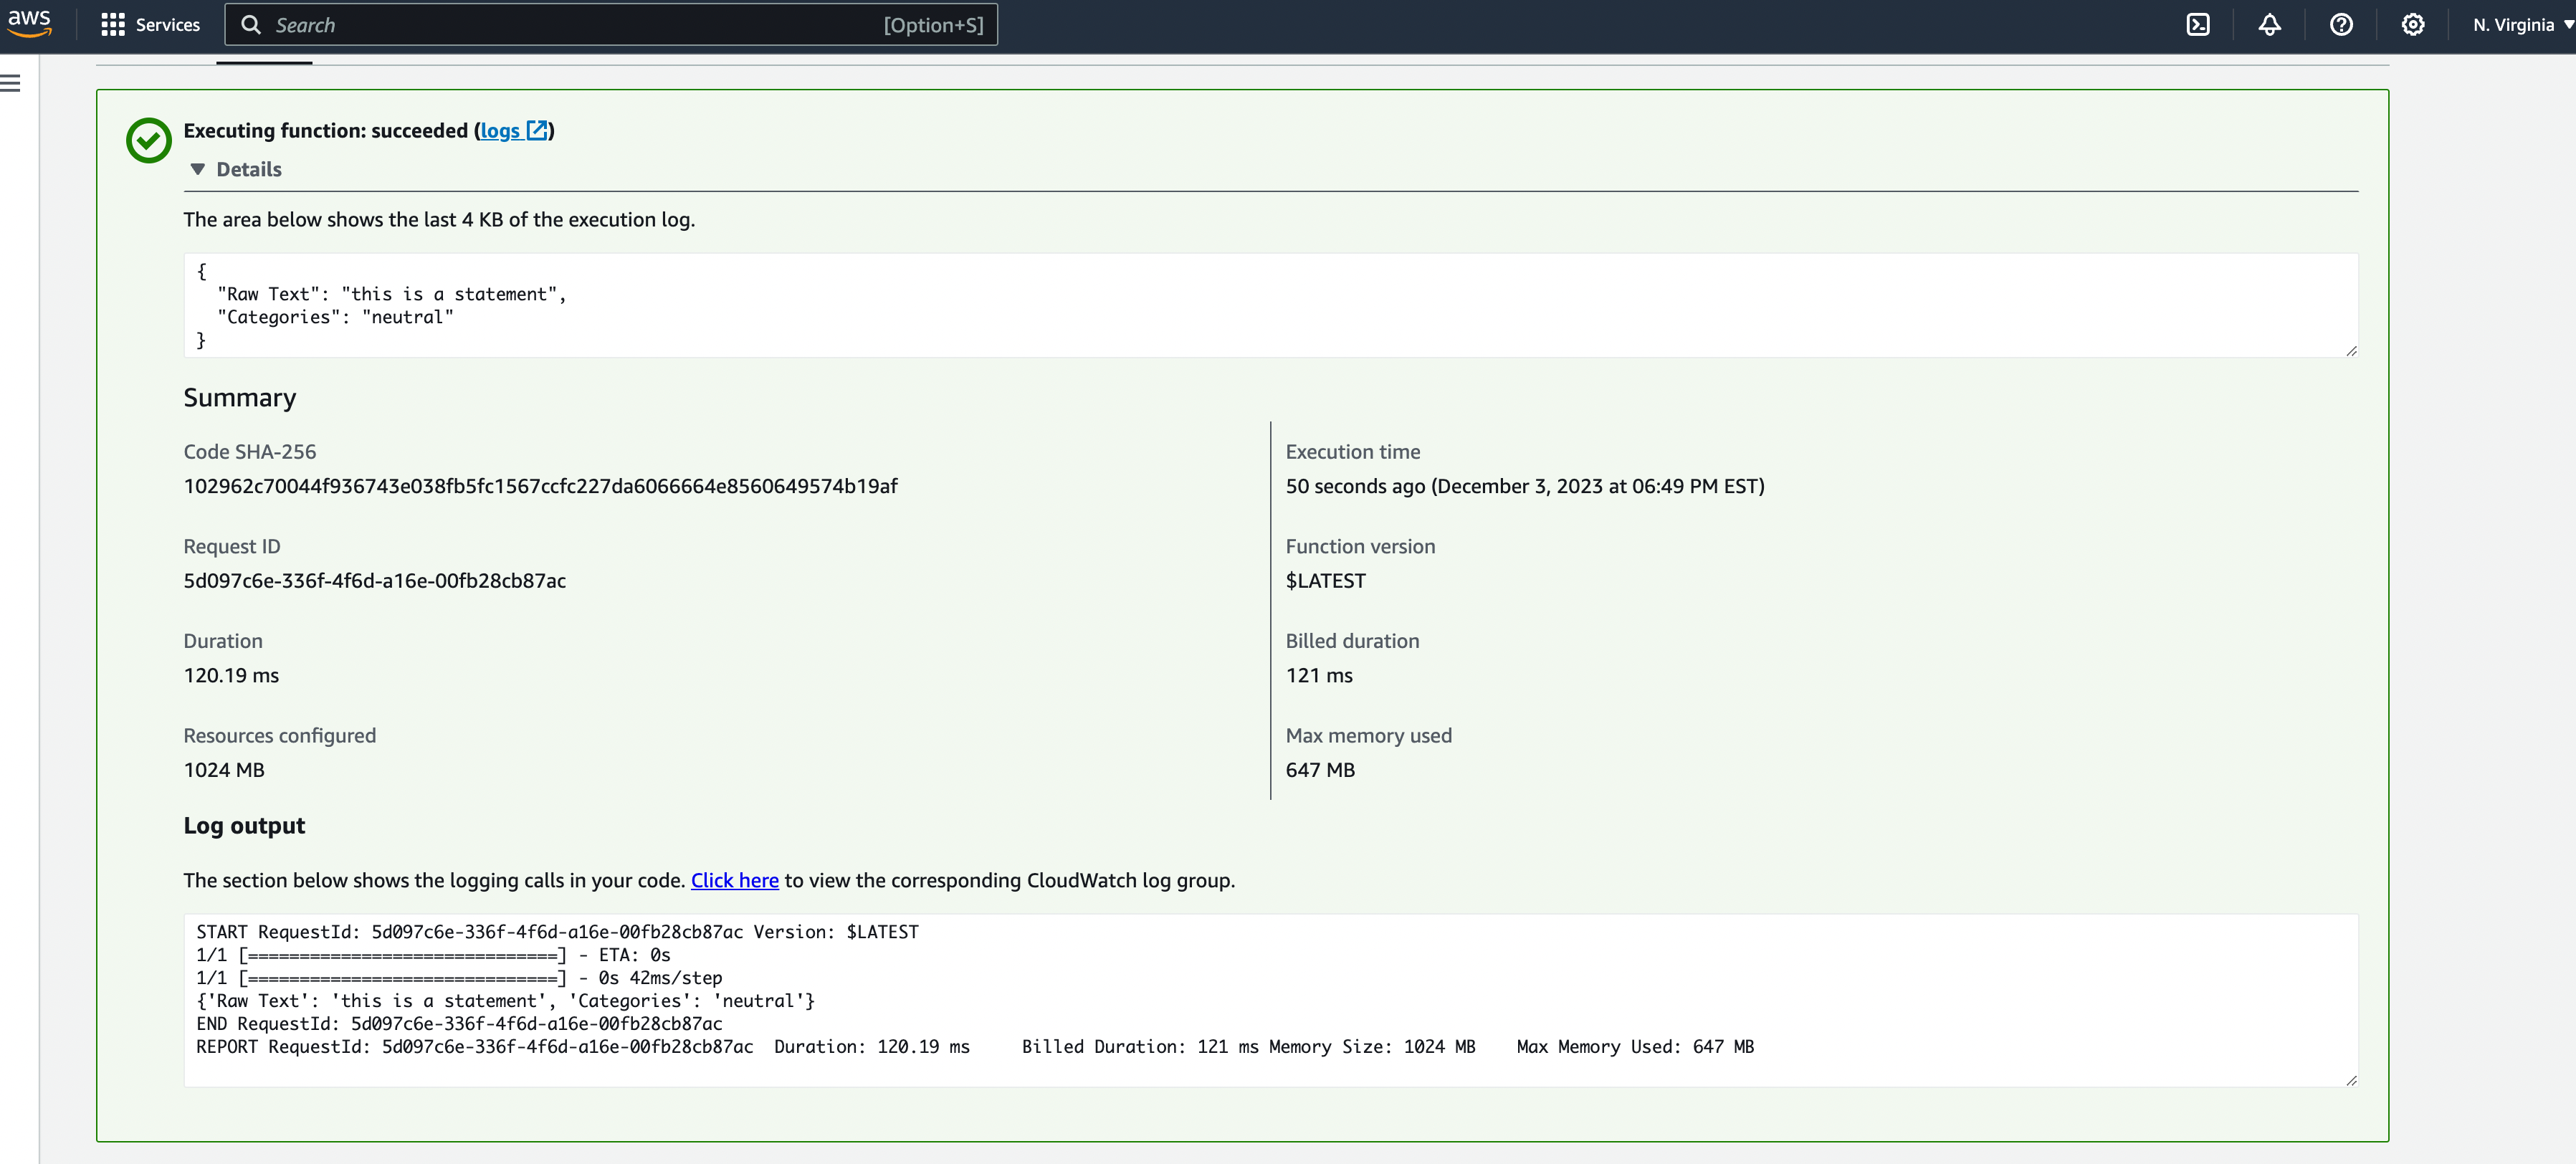 aws Services Search [Option+S] N. Virginia
Executing function: succeeded (logs)
Details
The area below shows the last 4 KB of the execution log.
{
  "Raw Text": "this is a statement",
  "Categories": "neutral"
}
Summary
Code SHA-256
102962c70044f936743e038fb5fc1567ccfc227da6066664e8560649574b19af
Execution time
50 seconds ago (December 3, 2023 at 06:49 PM EST)
Request ID
5d097c6e-336f-4f6d-a16e-00fb28cb87ac
Function version
$LATEST
Duration
120.19 ms
Billed duration
121 ms
Resources configured
1024 MB
Max memory used
647 MB
Log output
The section below shows the logging calls in your code. Click here to view the corresponding CloudWatch log group.
START RequestId: 5d097c6e-336f-4f6d-a16e-00fb28cb87ac Version: $LATEST
1/1 [==============================] - ETA: 0s
1/1 [==============================] - 0s 42ms/step
{'Raw Text': 'this is a statement', 'Categories': 'neutral'}
END RequestId: 5d097c6e-336f-4f6d-a16e-00fb28cb87ac
REPORT RequestId: 5d097c6e-336f-4f6d-a16e-00fb28cb87ac  Duration: 120.19 ms     Billed Duration: 121 ms Memory Size: 1024 MB    Max Memory Used: 647 MB